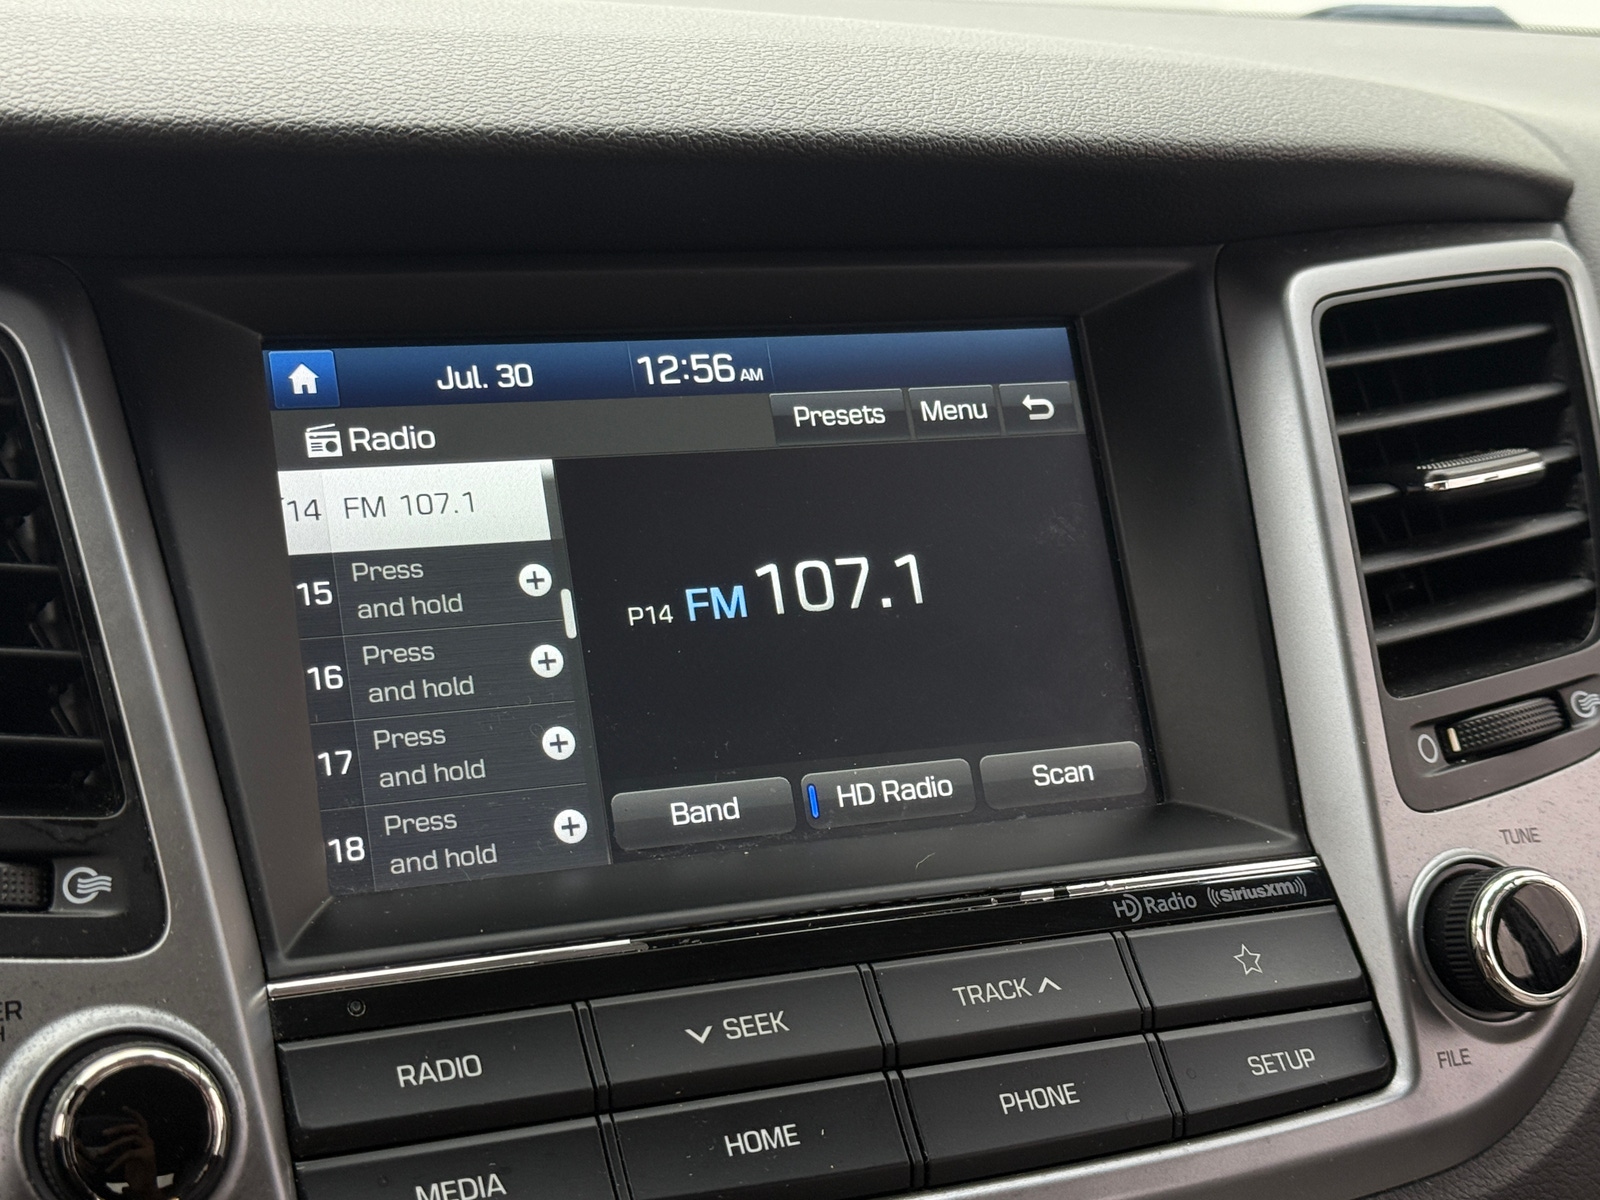 Jul. 30 12:56 AM
Radio Presets Menu
14 FM 107.1
15 Press
and hold
16 Press
and hold
17 Press
and hold
18 Press
and hold
P14 FM 107.1
Band HD Radio Scan
HD Radio SiriusXM
TUNE
FILE
RADIO SEEK TRACK
MEDIA HOME PHONE SETUP